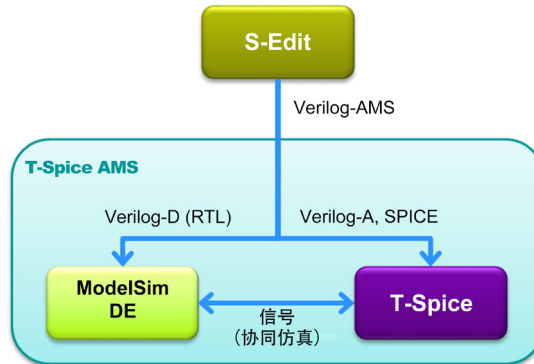 S-Edit
Verilog-AMS
T-Spice AMS
Verilog-D (RTL)
Verilog-A, SPICE
ModelSim
DE
T-Spice
信号
(协同仿真)